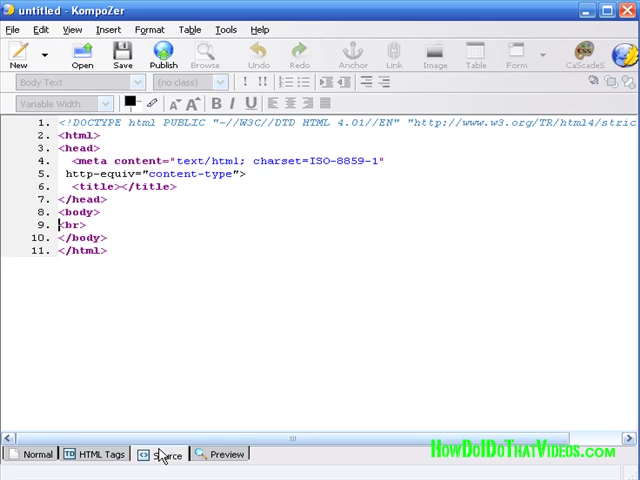 untitled - KompoZer
File Edit View Insert Format Table Tools Help
New Open Save Publish Browse Undo Redo Anchor Link Image Table Form CaScadeS
Body Text (no class) ! !!
Variable Width A A B I U
1. <!DOCTYPE html PUBLIC "-//W3C//DTD HTML 4.01//EN" "http://www.w3.org/TR/html4/stric
2. <html>
3. <head>
4. <meta content="text/html; charset=ISO-8859-1"
5. http-equiv="content-type">
6. <title></title>
7. </head>
8. <body>
9. <br>
10. </body>
11. </html>
Normal TD HTML Tags <> Source Preview
HowDoIDoThatVideos.com